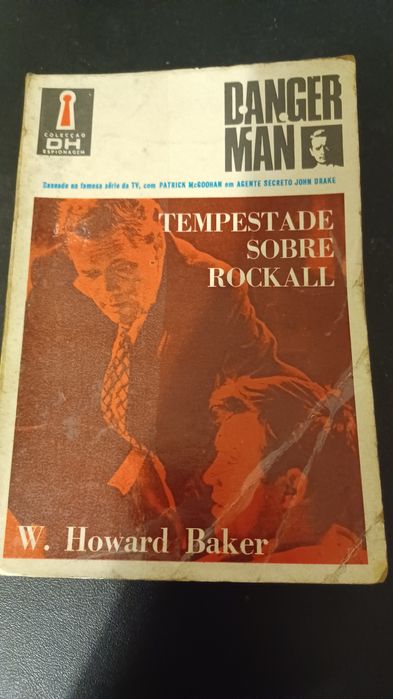 COLECÇÃO
DH
ESPIONAGEM
DANGER
MAN
Baseado na famosa série da TV, com PATRICK McGOOHAN em AGENTE SECRETO JOHN DRAKE
TEMPESTADE
SOBRE
ROCKALL
W. Howard Baker